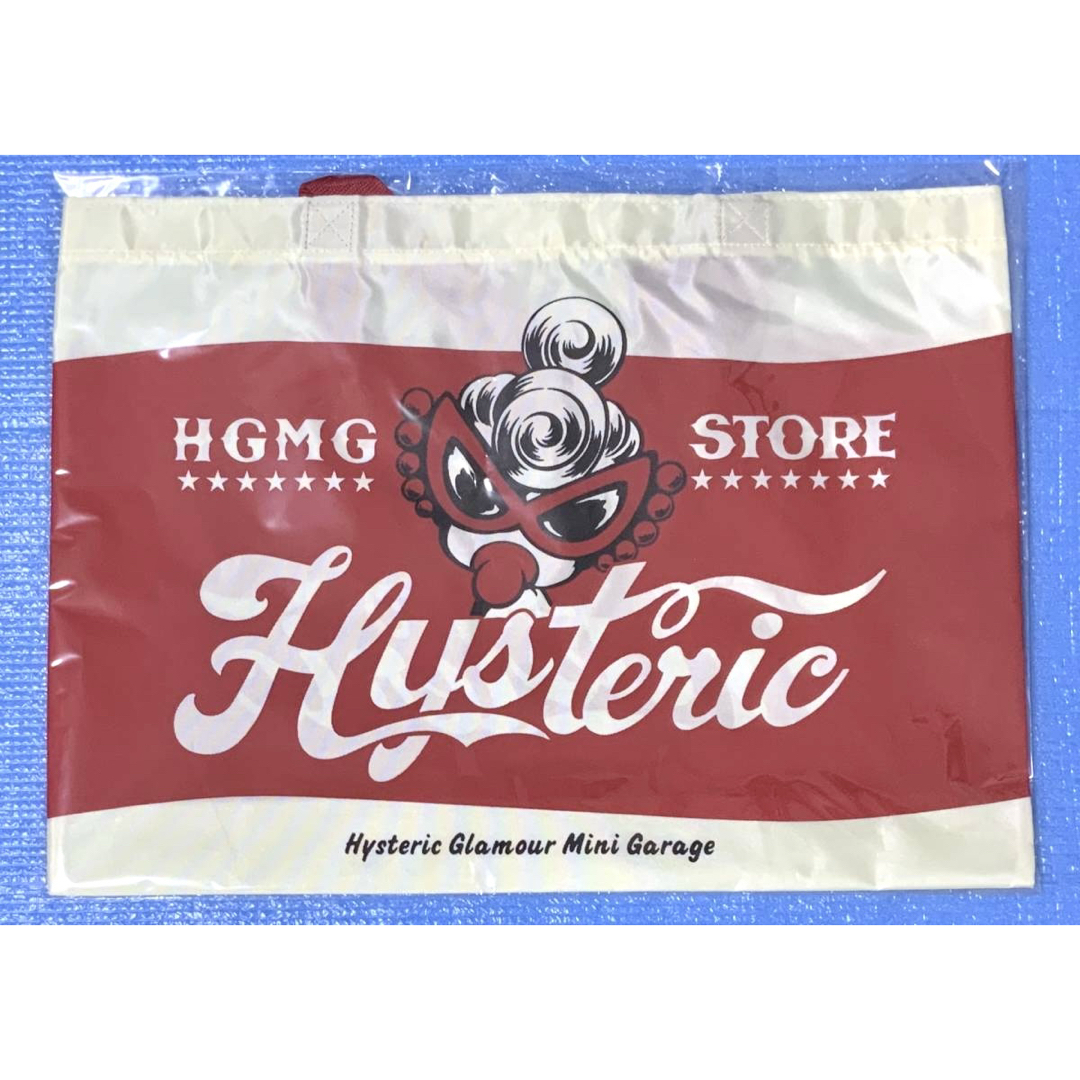 HGMG STORE
★★★★★★★ ★★★★★★★
Hysteric
Hysteric Glamour Mini Garage